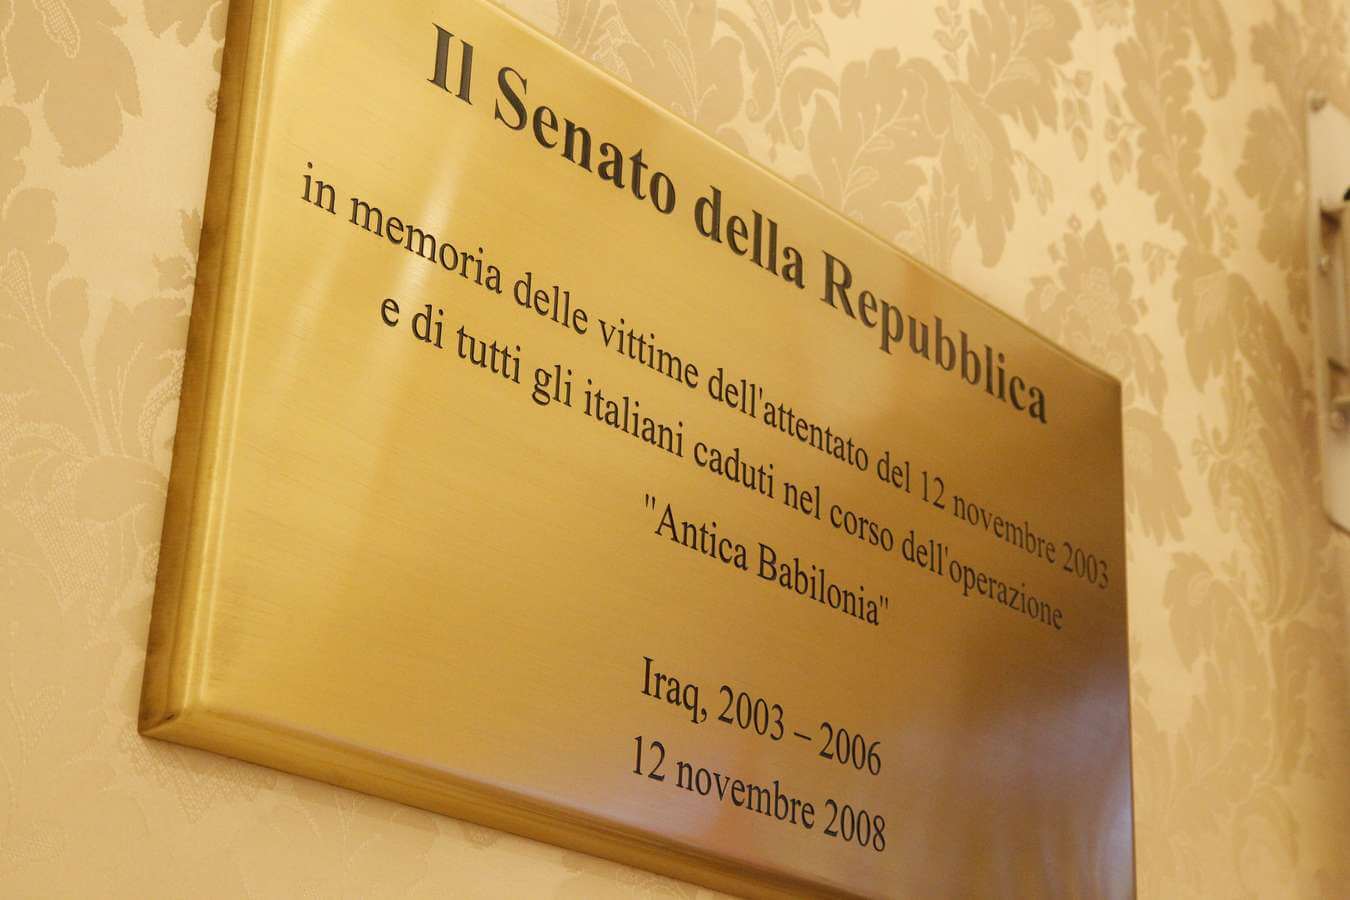 Il Senato della Repubblica
in memoria delle vittime dell'attentato del 12 novembre 2003
e di tutti gli italiani caduti nel corso dell'operazione
"Antica Babilonia"
Iraq, 2003 – 2006
12 novembre 2008